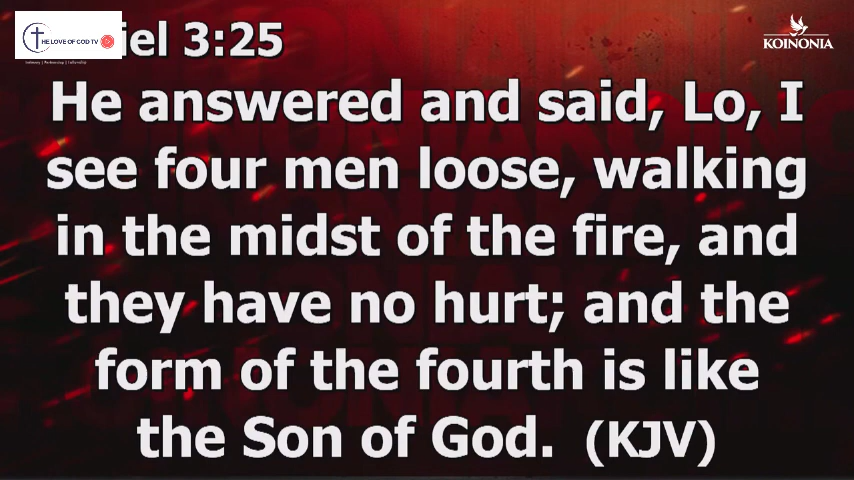 THE LOVE OF GOD TV
iel 3:25
KOINONIA
He answered and said, Lo, I
see four men loose, walking
in the midst of the fire, and
they have no hurt; and the
form of the fourth is like
the Son of God. (KJV)